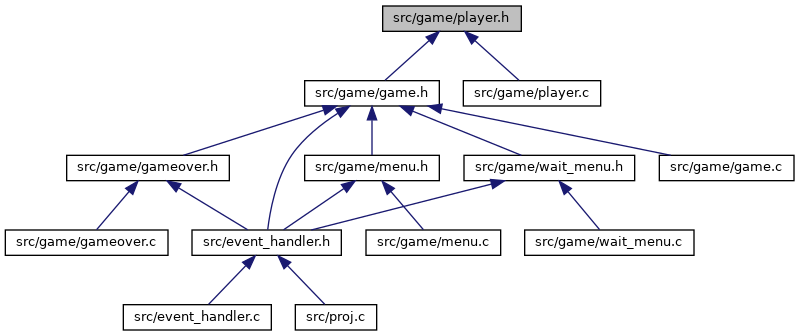 src/game/player.h
src/game/game.h
src/game/player.c
src/game/gameover.h
src/game/menu.h
src/game/wait_menu.h
src/game/game.c
src/game/gameover.c
src/event_handler.h
src/game/menu.c
src/game/wait_menu.c
src/event_handler.c
src/proj.c